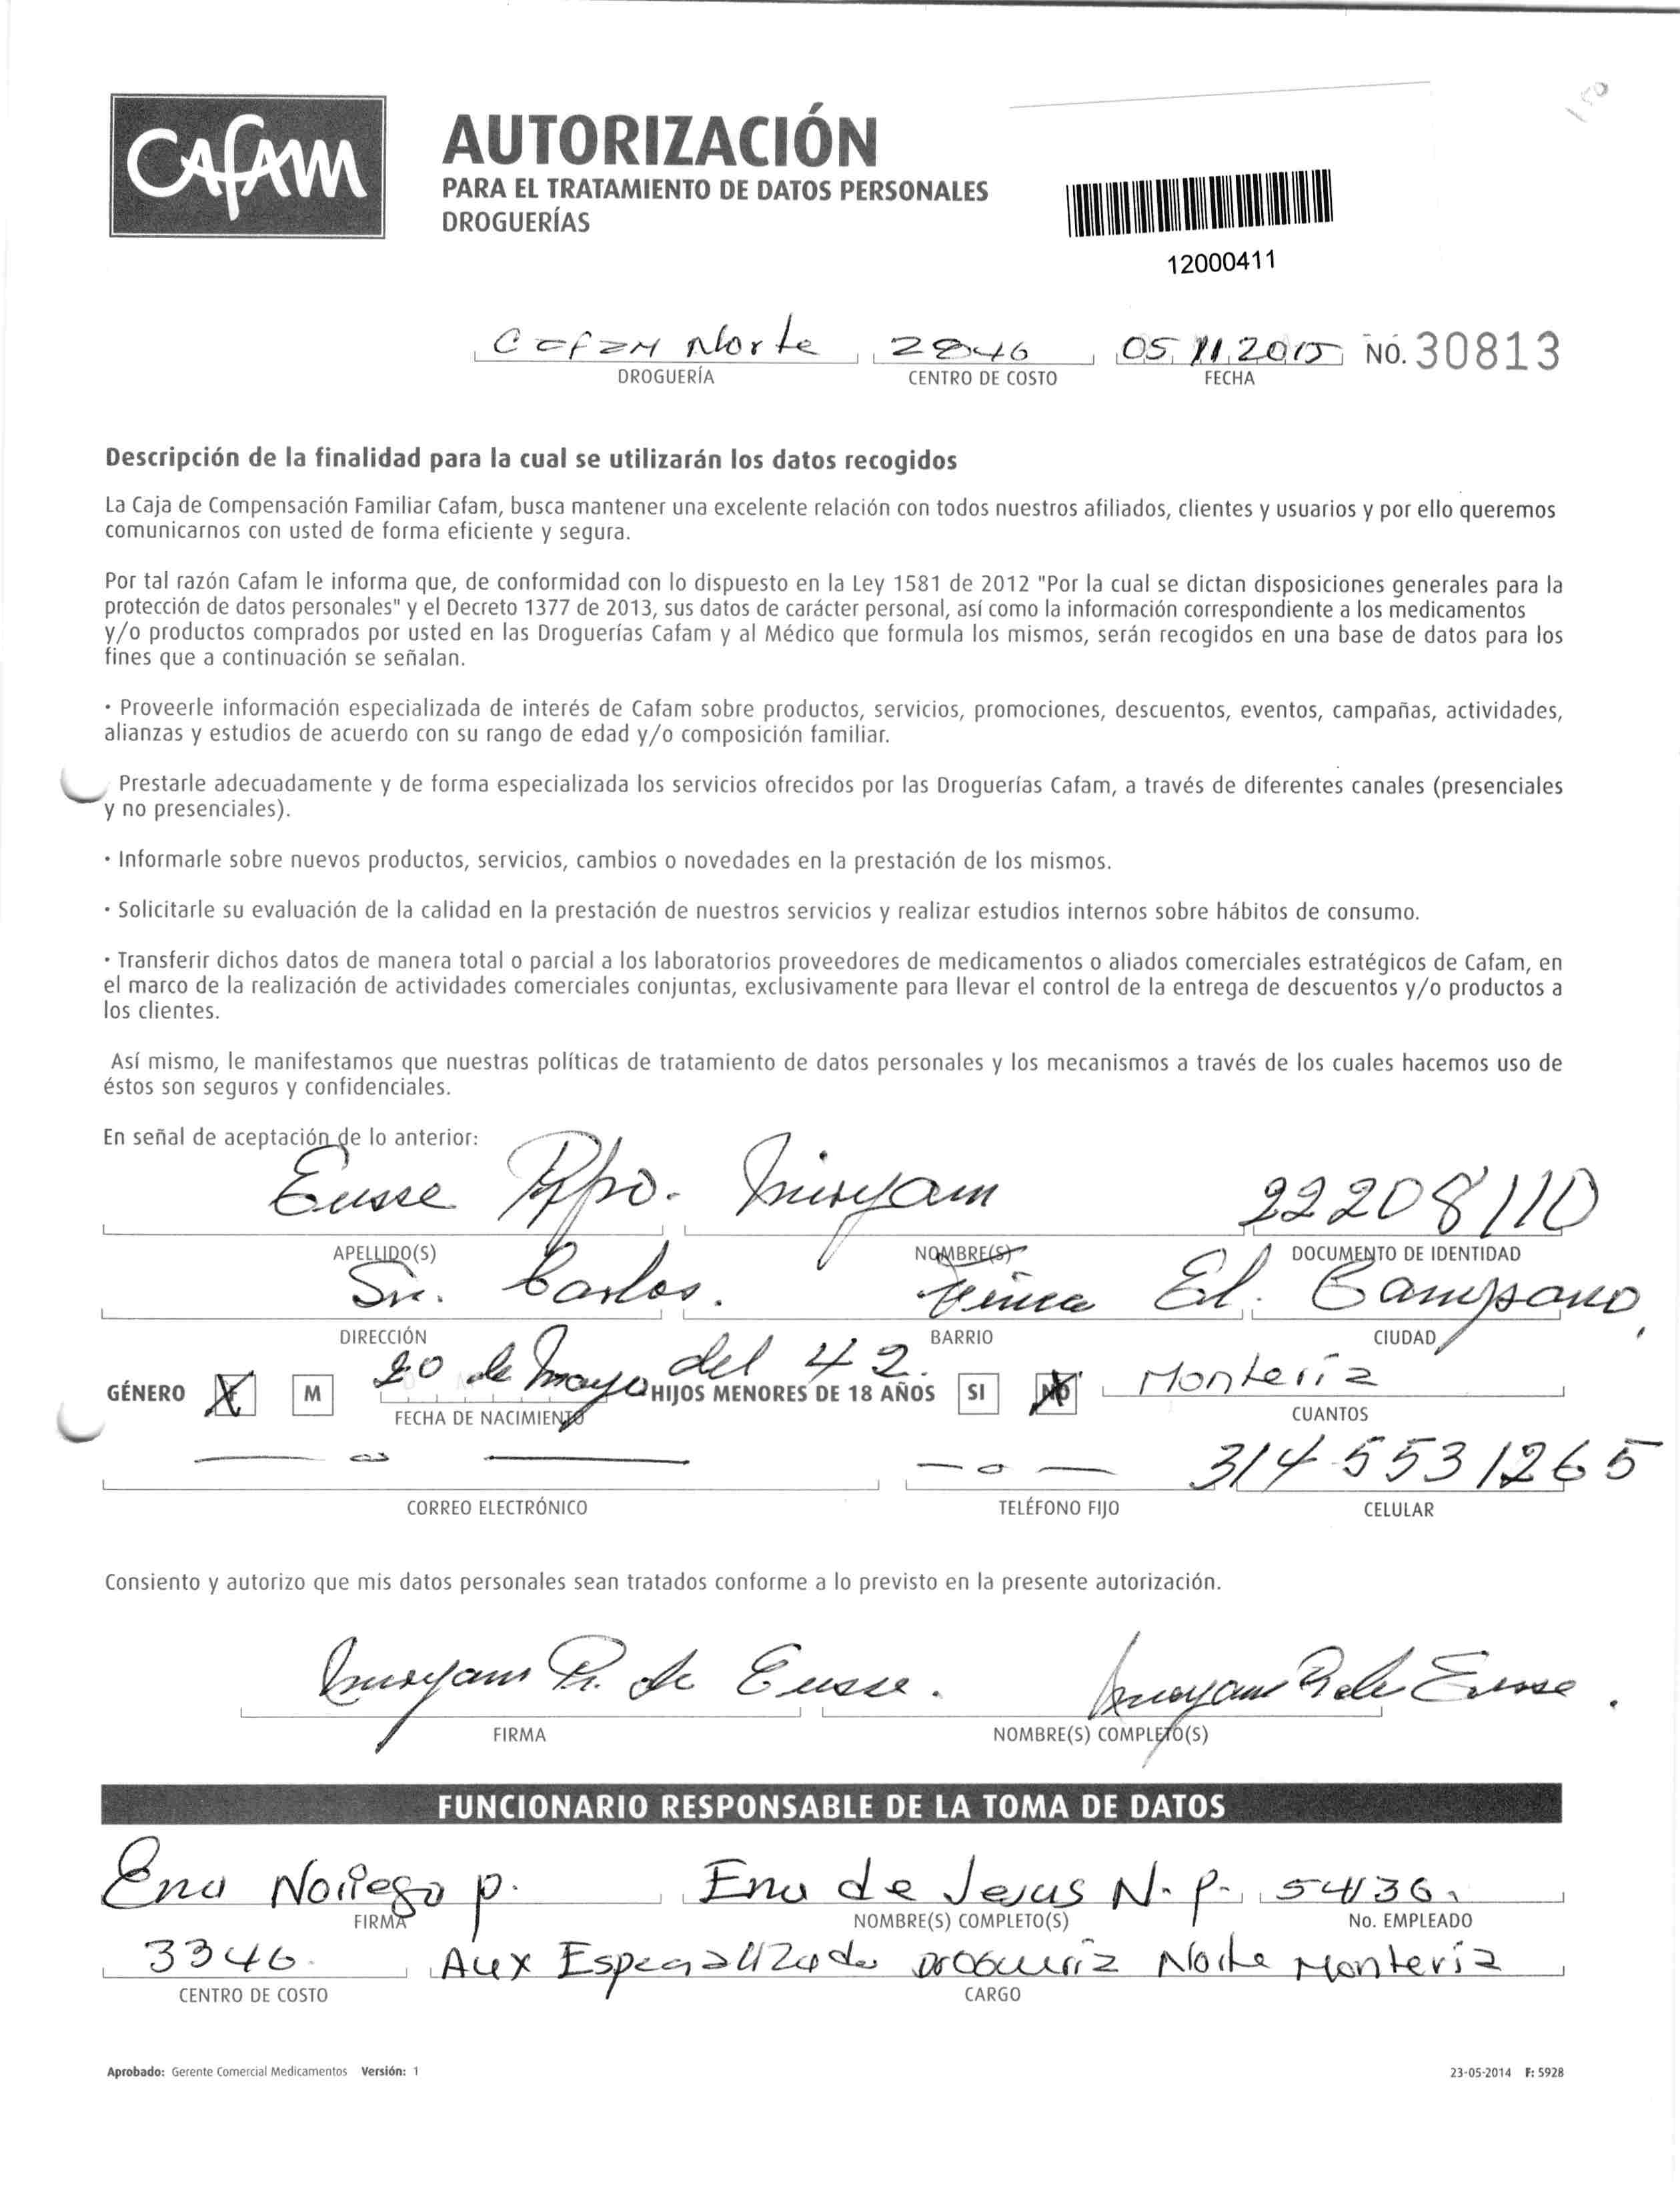 CAFAM
AUTORIZACIÓN
PARA EL TRATAMIENTO DE DATOS PERSONALES
DROGUERÍAS
12000411
Cafam Norte 2846 05 11 2015 NO. 30813
DROGUERÍA CENTRO DE COSTO FECHA
Descripción de la finalidad para la cual se utilizarán los datos recogidos
La Caja de Compensación Familiar Cafam, busca mantener una excelente relación con todos nuestros afiliados, clientes y usuarios y por ello queremos
comunicarnos con usted de forma eficiente y segura.
Por tal razón Cafam le informa que, de conformidad con lo dispuesto en la Ley 1581 de 2012 "Por la cual se dictan disposiciones generales para la
protección de datos personales" y el Decreto 1377 de 2013, sus datos de carácter personal, así como la información correspondiente a los medicamentos
y/o productos comprados por usted en las Droguerías Cafam y al Médico que formula los mismos, serán recogidos en una base de datos para los
fines que a continuación se señalan.
· Proveerle información especializada de interés de Cafam sobre productos, servicios, promociones, descuentos, eventos, campañas, actividades,
alianzas y estudios de acuerdo con su rango de edad y/o composición familiar.
Prestarle adecuadamente y de forma especializada los servicios ofrecidos por las Droguerías Cafam, a través de diferentes canales (presenciales
y no presenciales).
· Informarle sobre nuevos productos, servicios, cambios o novedades en la prestación de los mismos.
· Solicitarle su evaluación de la calidad en la prestación de nuestros servicios y realizar estudios internos sobre hábitos de consumo.
· Transferir dichos datos de manera total o parcial a los laboratorios proveedores de medicamentos o aliados comerciales estratégicos de Cafam, en
el marco de la realización de actividades comerciales conjuntas, exclusivamente para llevar el control de la entrega de descuentos y/o productos a
los clientes.
Así mismo, le manifestamos que nuestras políticas de tratamiento de datos personales y los mecanismos a través de los cuales hacemos uso de
éstos son seguros y confidenciales.
En señal de aceptación de lo anterior:
Eusse Rpo. Miryam 22208110
APELLIDO(S) NOMBRE(S) DOCUMENTO DE IDENTIDAD
Sn. Carlos. Finca El. Campano
DIRECCIÓN BARRIO CIUDAD
20 de Mayo del 42.
GÉNERO M HIJOS MENORES DE 18 AÑOS SI NO Montería
FECHA DE NACIMIENTO CUANTOS
314 5531265
CORREO ELECTRÓNICO TELÉFONO FIJO CELULAR
Consiento y autorizo que mis datos personales sean tratados conforme a lo previsto en la presente autorización.
Miryam R. de Eusse. Miryam R de Eusse.
FIRMA NOMBRE(S) COMPLETO(S)
FUNCIONARIO RESPONSABLE DE LA TOMA DE DATOS
Ena Noriega p. Ena de Jesus N. p. 54136
FIRMA NOMBRE(S) COMPLETO(S) No. EMPLEADO
3346. Aux Especializado Drogueria Norte Montería
CENTRO DE COSTO CARGO
Aprobado: Gerente Comercial Medicamentos Versión: 1 23-05-2014 F: 5928